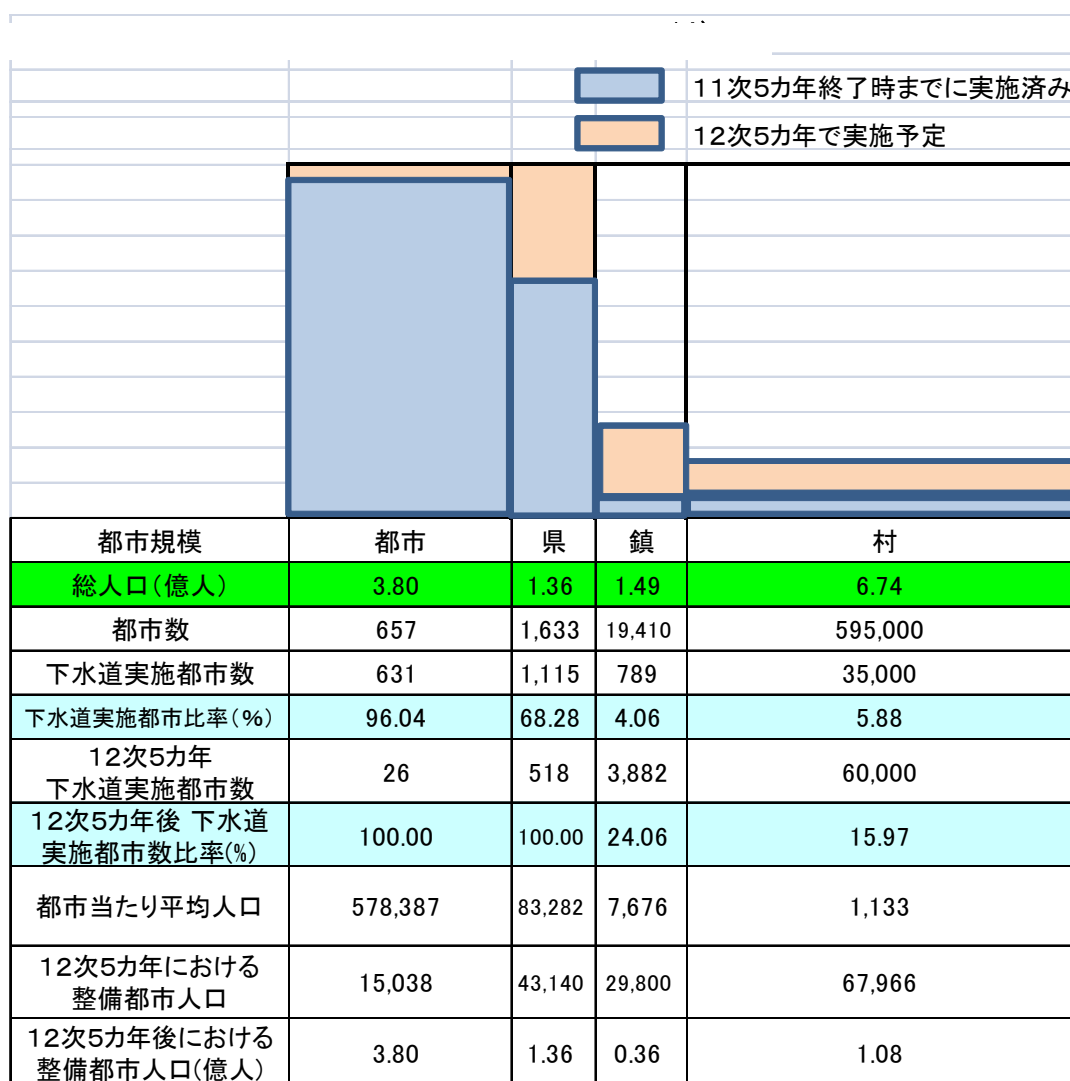 11次5カ年終了時までに実施済み
12次5カ年で実施予定
都市規模 都市 県 鎮 村
総人口(億人) 3.80 1.36 1.49 6.74
都市数 657 1,633 19,410 595,000
下水道実施都市数 631 1,115 789 35,000
下水道実施都市比率(%) 96.04 68.28 4.06 5.88
12次5カ年
下水道実施都市数 26 518 3,882 60,000
12次5カ年後 下水道
実施都市数比率(%) 100.00 100.00 24.06 15.97
都市当たり平均人口 578,387 83,282 7,676 1,133
12次5カ年における
整備都市人口 15,038 43,140 29,800 67,966
12次5カ年後における
整備都市人口(億人) 3.80 1.36 0.36 1.08